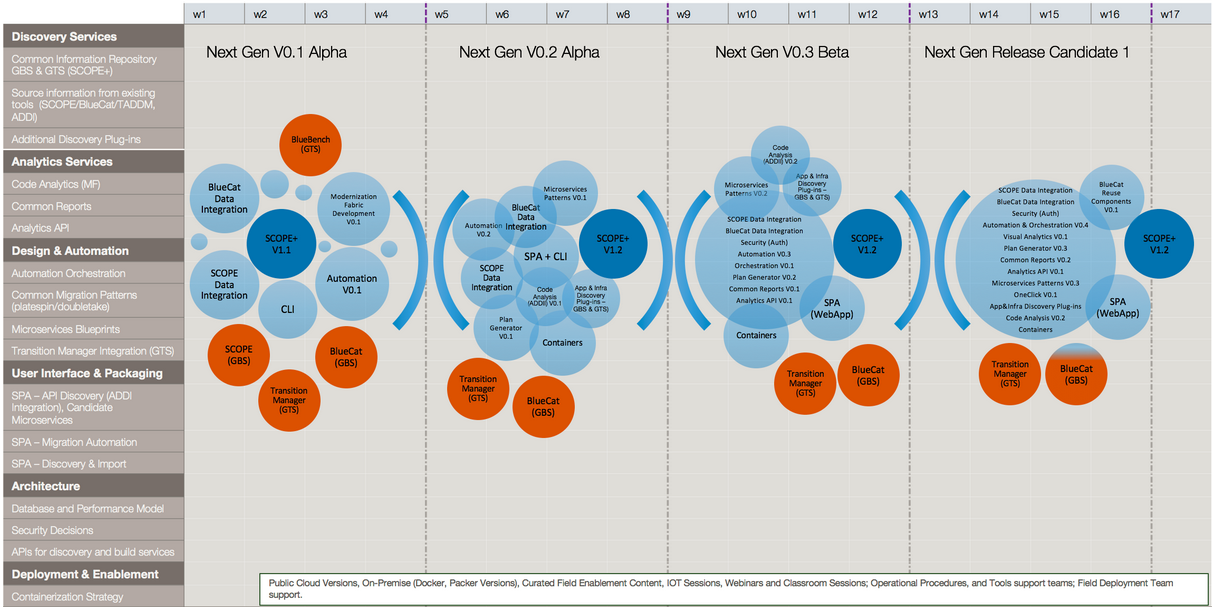 w1
w2
w3
w4
w5
w6
w7
w8
w9
w10
w11
w12
w13
w14
w15
w16
w17
Discovery Services
Common Information Repository
GBS & GTS (SCOPE+)
Source information from existing
tools (SCOPE/BlueCat/TADDM,
ADDI)
Additional Discovery Plug-ins
Analytics Services
Code Analytics (MF)
Common Reports
Analytics API
Design & Automation
Automation Orchestration
Common Migration Patterns
(platespin/doubletake)
Microservices Blueprints
Transition Manager Integration (GTS)
User Interface & Packaging
SPA – API Discovery (ADDI
Integration), Candidate
Microservices
SPA – Migration Automation
SPA – Discovery & Import
Architecture
Database and Performance Model
Security Decisions
APIs for discovery and build services
Deployment & Enablement
Containerization Strategy
Next Gen V0.1 Alpha
BlueBench
(GTS)
BlueCat
Data
Integration
Modernization
Fabric
Development
V0.1
SCOPE+
V1.1
SCOPE
Data
Integration
Automation
V0.1
CLI
SCOPE
(GBS)
BlueCat
(GBS)
Transition
Manager
(GTS)
Next Gen V0.2 Alpha
Microservices
Patterns V0.1
BlueCat
Data
Integration
Automation
V0.2
SCOPE+
V1.2
SPA + CLI
SCOPE
Data
Integration
Code
Analysis
(ADDI) V0.1
App & Infra
Discovery
Plug-ins –
GBS & GTS)
Plan
Generator
V0.1
Containers
Transition
Manager
(GTS)
BlueCat
(GBS)
Next Gen V0.3 Beta
Code
Analysis
(ADDI) V0.2
Microservices
Patterns V0.2
App & Infra
Discovery
Plug-ins –
GBS & GTS)
SCOPE Data Integration
BlueCat Data Integration
Security (Auth)
Automation V0.3
Orchestration V0.1
Plan Generator V0.2
Common Reports V0.1
Analytics API V0.1
SCOPE+
V1.2
SPA
(WebApp)
Containers
Transition
Manager
(GTS)
BlueCat
(GBS)
Next Gen Release Candidate 1
SCOPE Data Integration
BlueCat Data Integration
Security (Auth)
Automation & Orchestration V0.4
Visual Analytics V0.1
Plan Generator V0.3
Common Reports V0.2
Analytics API V0.1
Microservices Patterns V0.3
OneClick V0.1
App&Infra Discovery Plug-ins
Code Analysis V0.2
Containers
BlueCat
Reuse
Components
V0.1
SCOPE+
V1.2
SPA
(WebApp)
Transition
Manager
(GTS)
BlueCat
(GBS)
Public Cloud Versions, On-Premise (Docker, Packer Versions), Curated Field Enablement Content, IOT Sessions, Webinars and Classroom Sessions; Operational Procedures, and Tools support teams; Field Deployment Team
support.